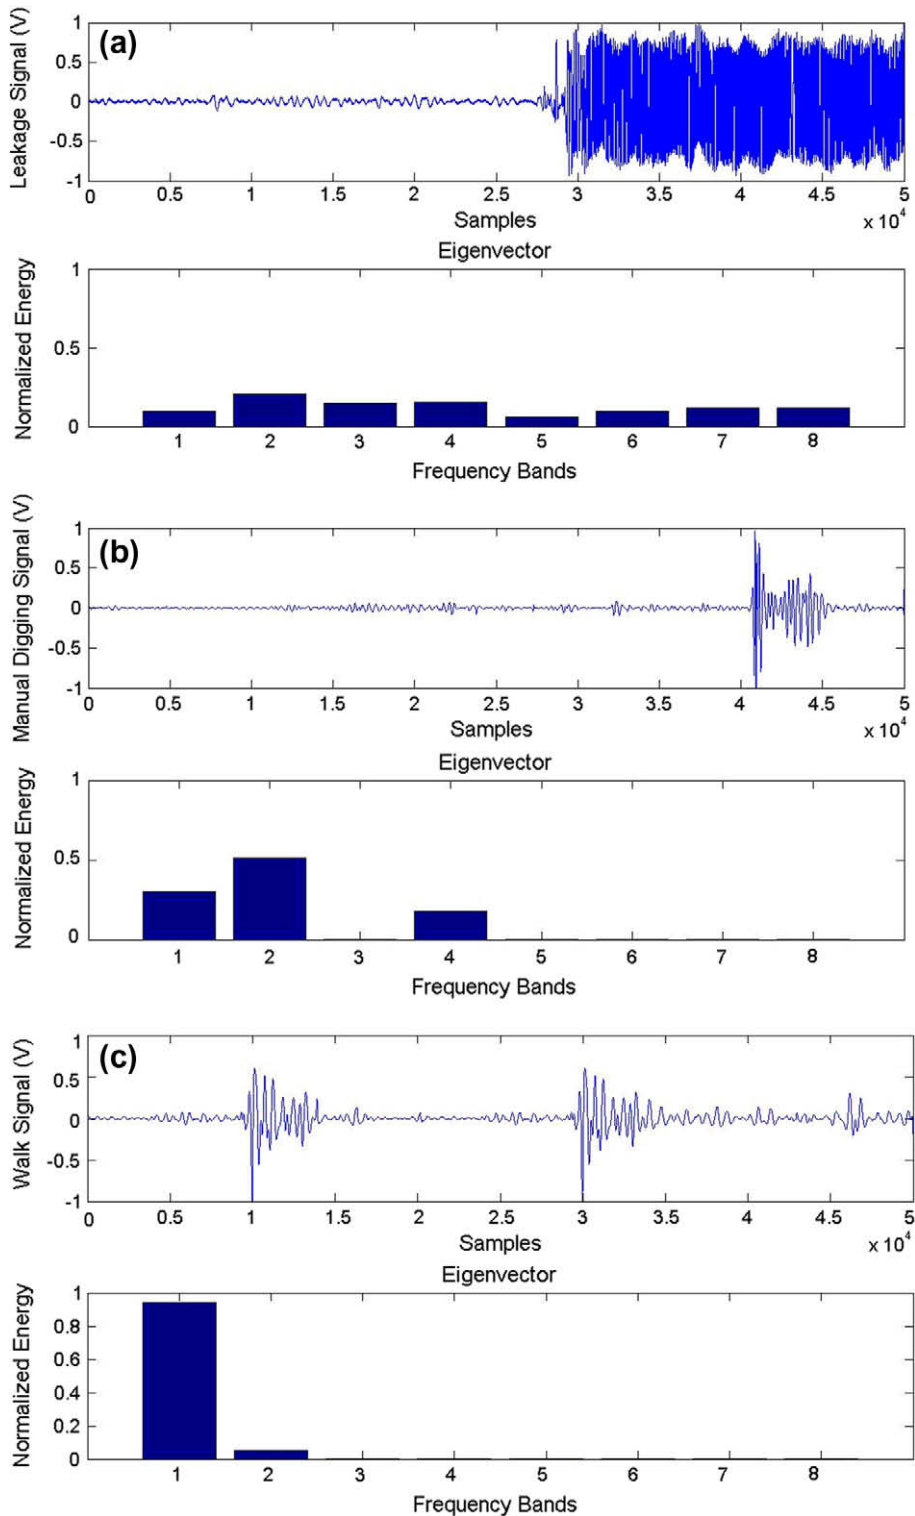 (a)
Leakage Signal (V)
1
0.5
0
-0.5
-1
0 0.5 1 1.5 2 2.5 3 3.5 4 4.5 5
Samples
x 10^4
Eigenvector
Normalized Energy
1
0.5
0
1 2 3 4 5 6 7 8
Frequency Bands
(b)
Manual Digging Signal (V)
1
0.5
0
-0.5
-1
0 0.5 1 1.5 2 2.5 3 3.5 4 4.5 5
Samples
x 10^4
Eigenvector
Normalized Energy
1
0.5
0
1 2 3 4 5 6 7 8
Frequency Bands
(c)
Walk Signal (V)
1
0.5
0
-0.5
-1
0 0.5 1 1.5 2 2.5 3 3.5 4 4.5 5
Samples
x 10^4
Eigenvector
Normalized Energy
1
0.8
0.6
0.4
0.2
0
1 2 3 4 5 6 7 8
Frequency Bands